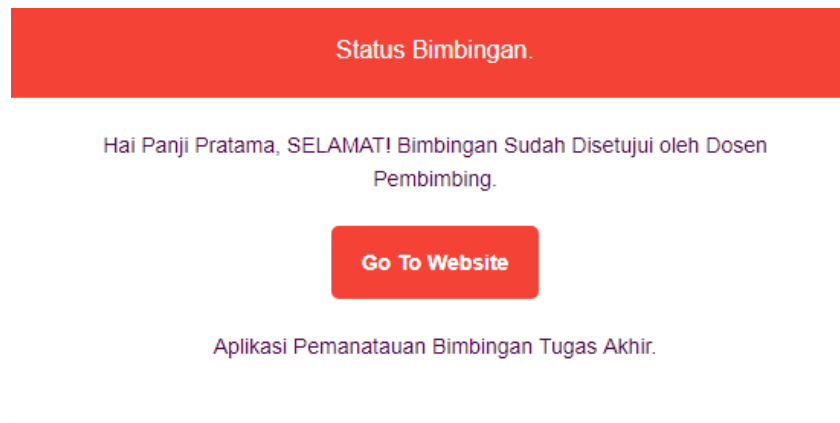 Status Bimbingan.
Hai Panji Pratama, SELAMAT! Bimbingan Sudah Disetujui oleh Dosen
Pembimbing.
Go To Website
Aplikasi Pemanatauan Bimbingan Tugas Akhir.